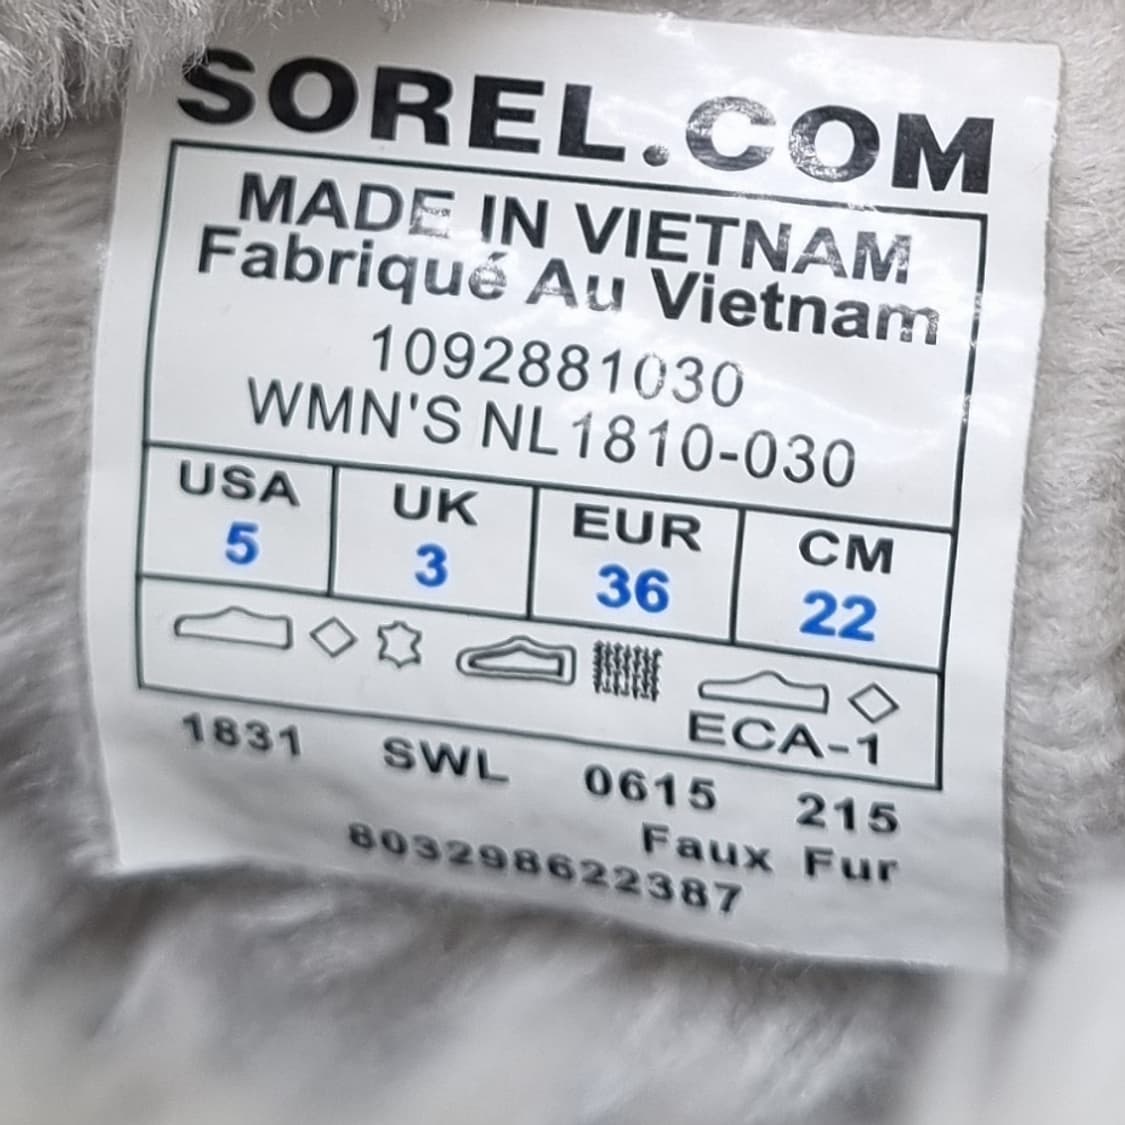 SOREL.COM
MADE IN VIETNAM
Fabriqué Au Vietnam
1092881030
WMN'S NL1810-030
USA UK EUR CM
5 3 36 22
ECA-1
1831 SWL 0615 215
Faux Fur
803298622387